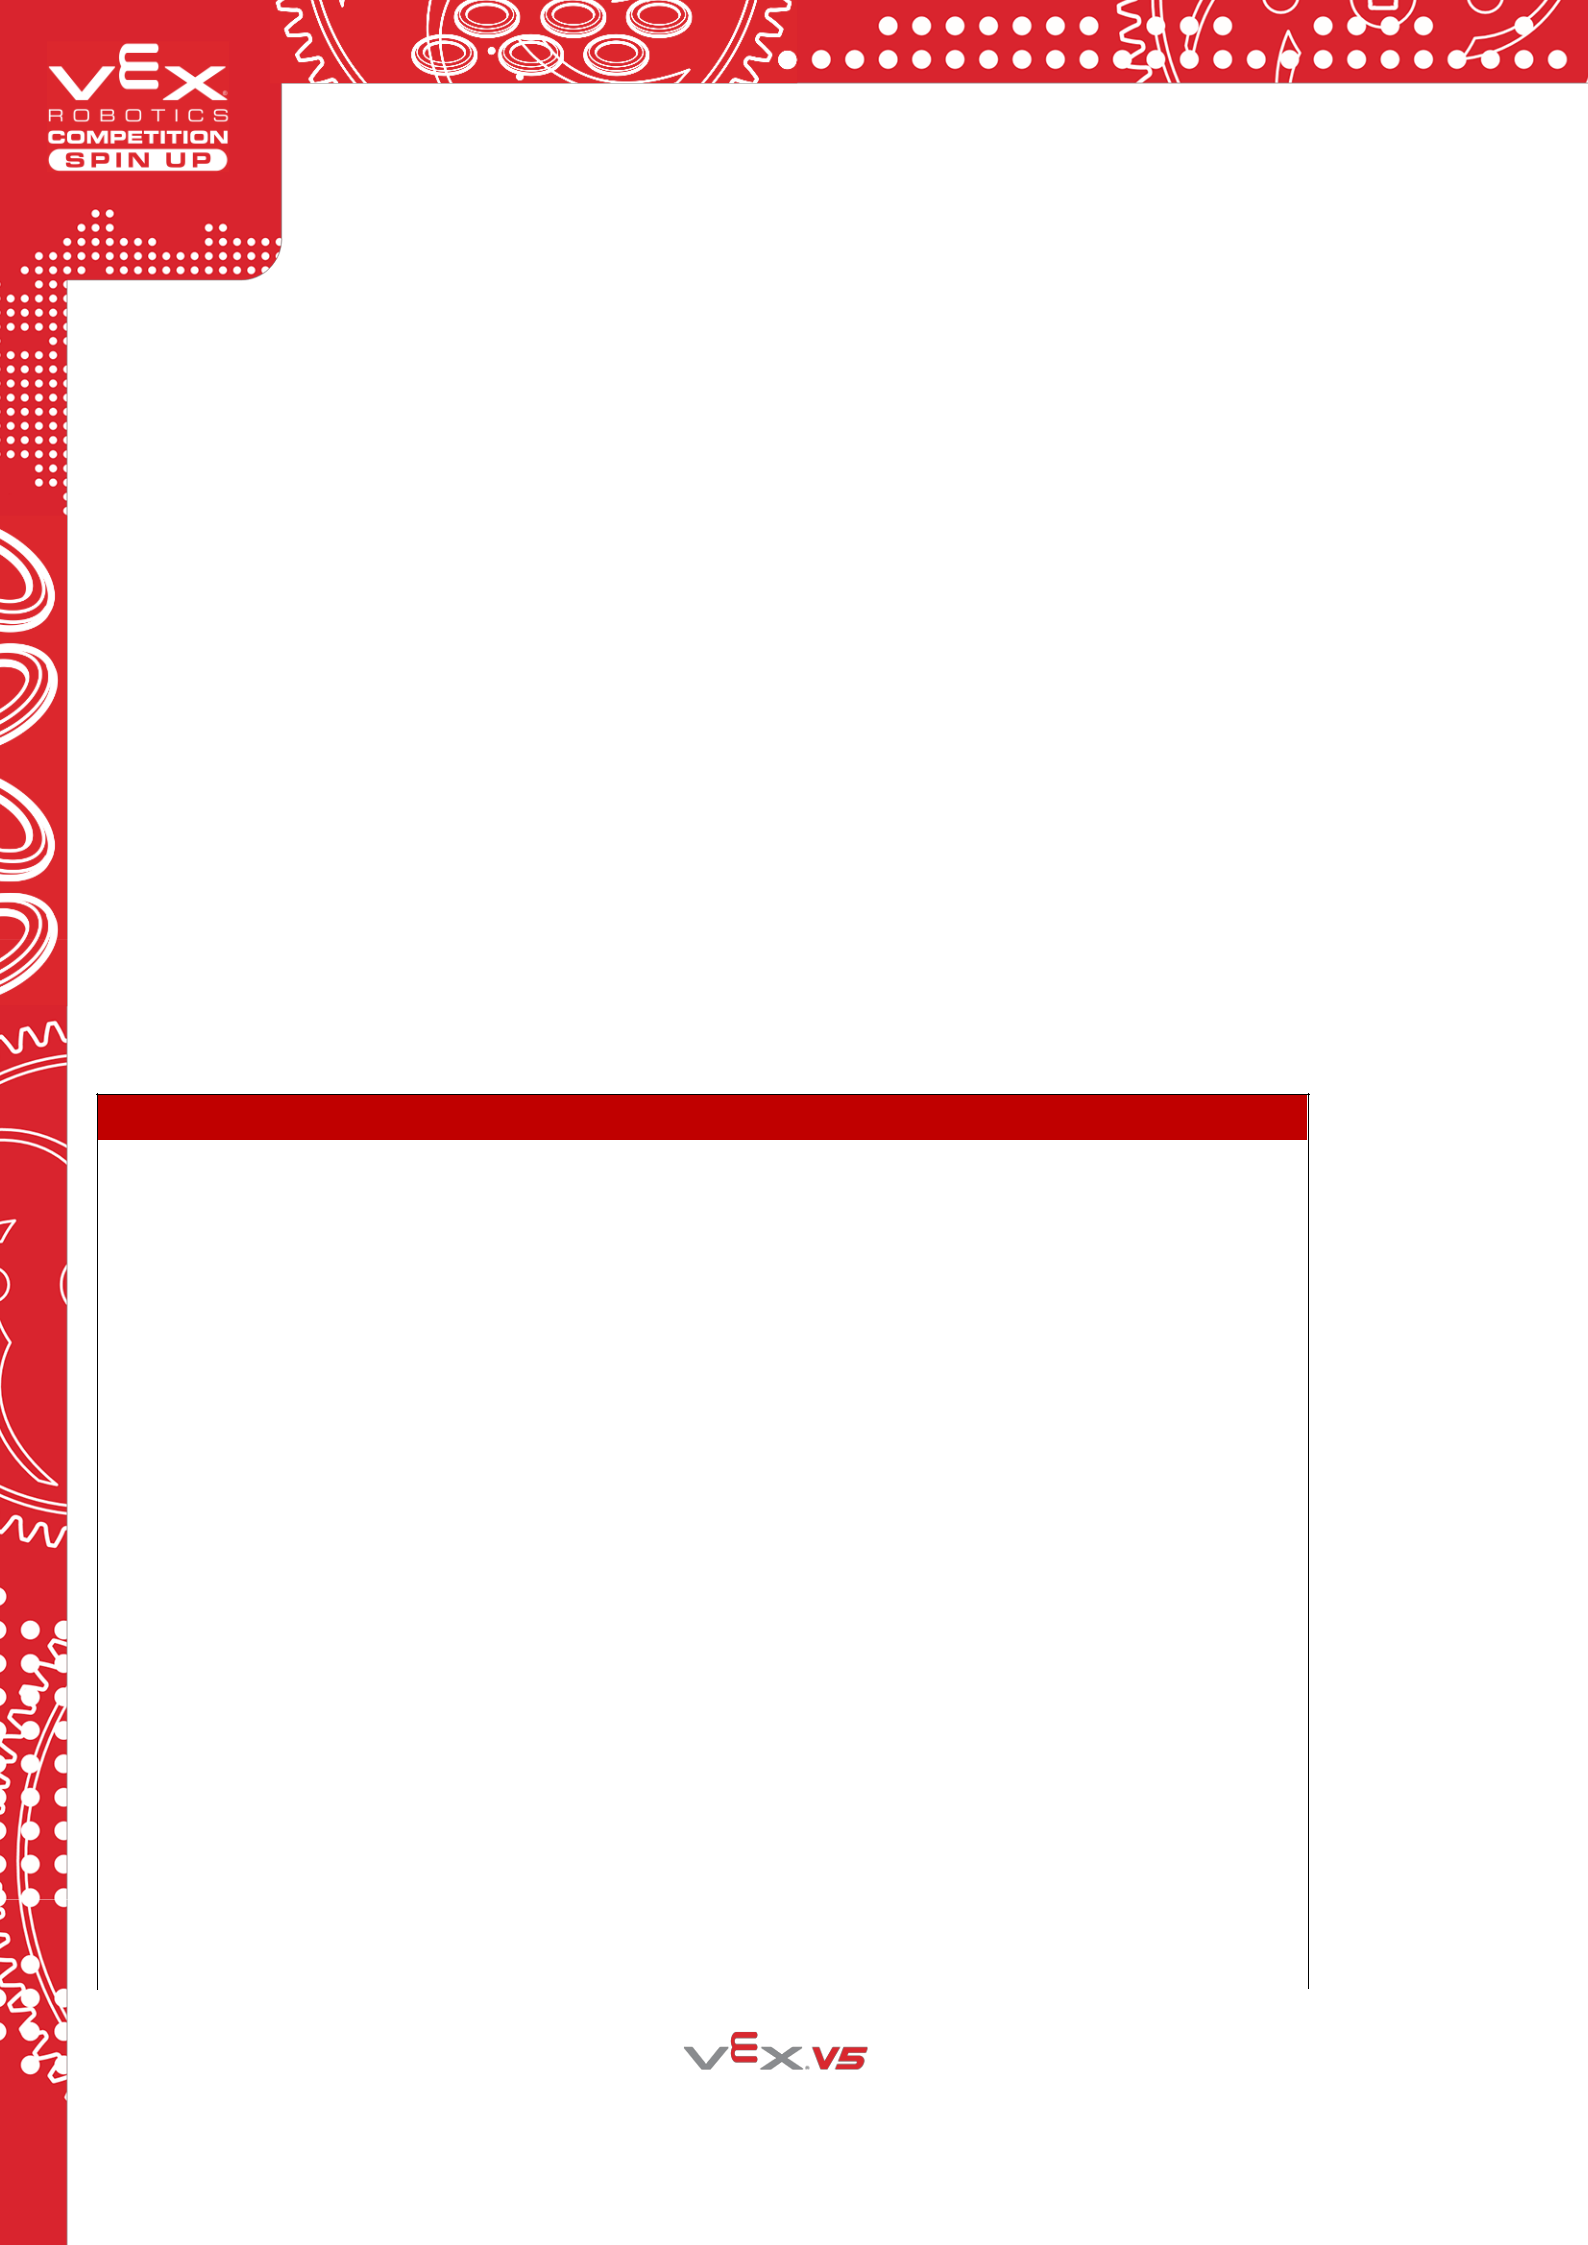 VEX
ROBOTICS
COMPETITION
SPIN UP
VEX V5